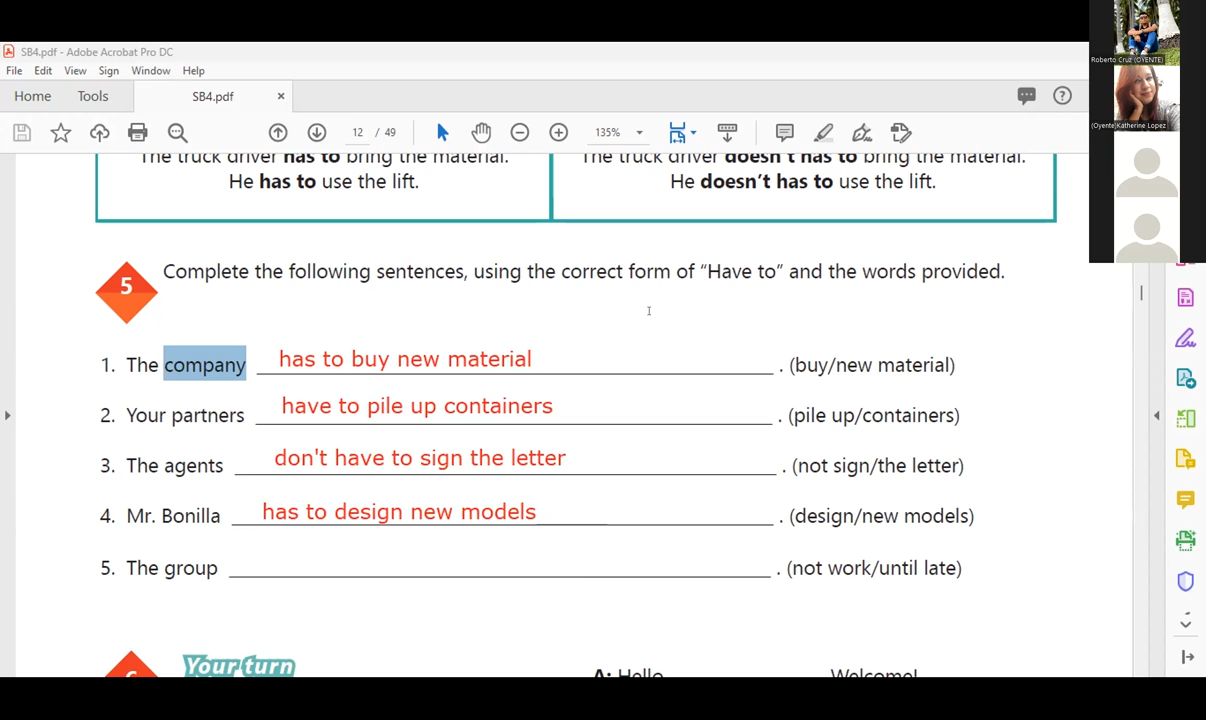 SB4.pdf - Adobe Acrobat Pro DC
File Edit View Sign Window Help
Home Tools SB4.pdf ×
12 / 49 135%
The truck driver has to bring the material. The truck driver doesn't has to bring the material.
He has to use the lift. He doesn't has to use the lift.
5 Complete the following sentences, using the correct form of “Have to” and the words provided.
1. The company has to buy new material . (buy/new material)
2. Your partners have to pile up containers . (pile up/containers)
3. The agents don't have to sign the letter . (not sign/the letter)
4. Mr. Bonilla has to design new models . (design/new models)
5. The group . (not work/until late)
6 Your turn A: Hello Welcome!
Roberto Cruz (OYENTE)
(Oyente)Katherine Lopez